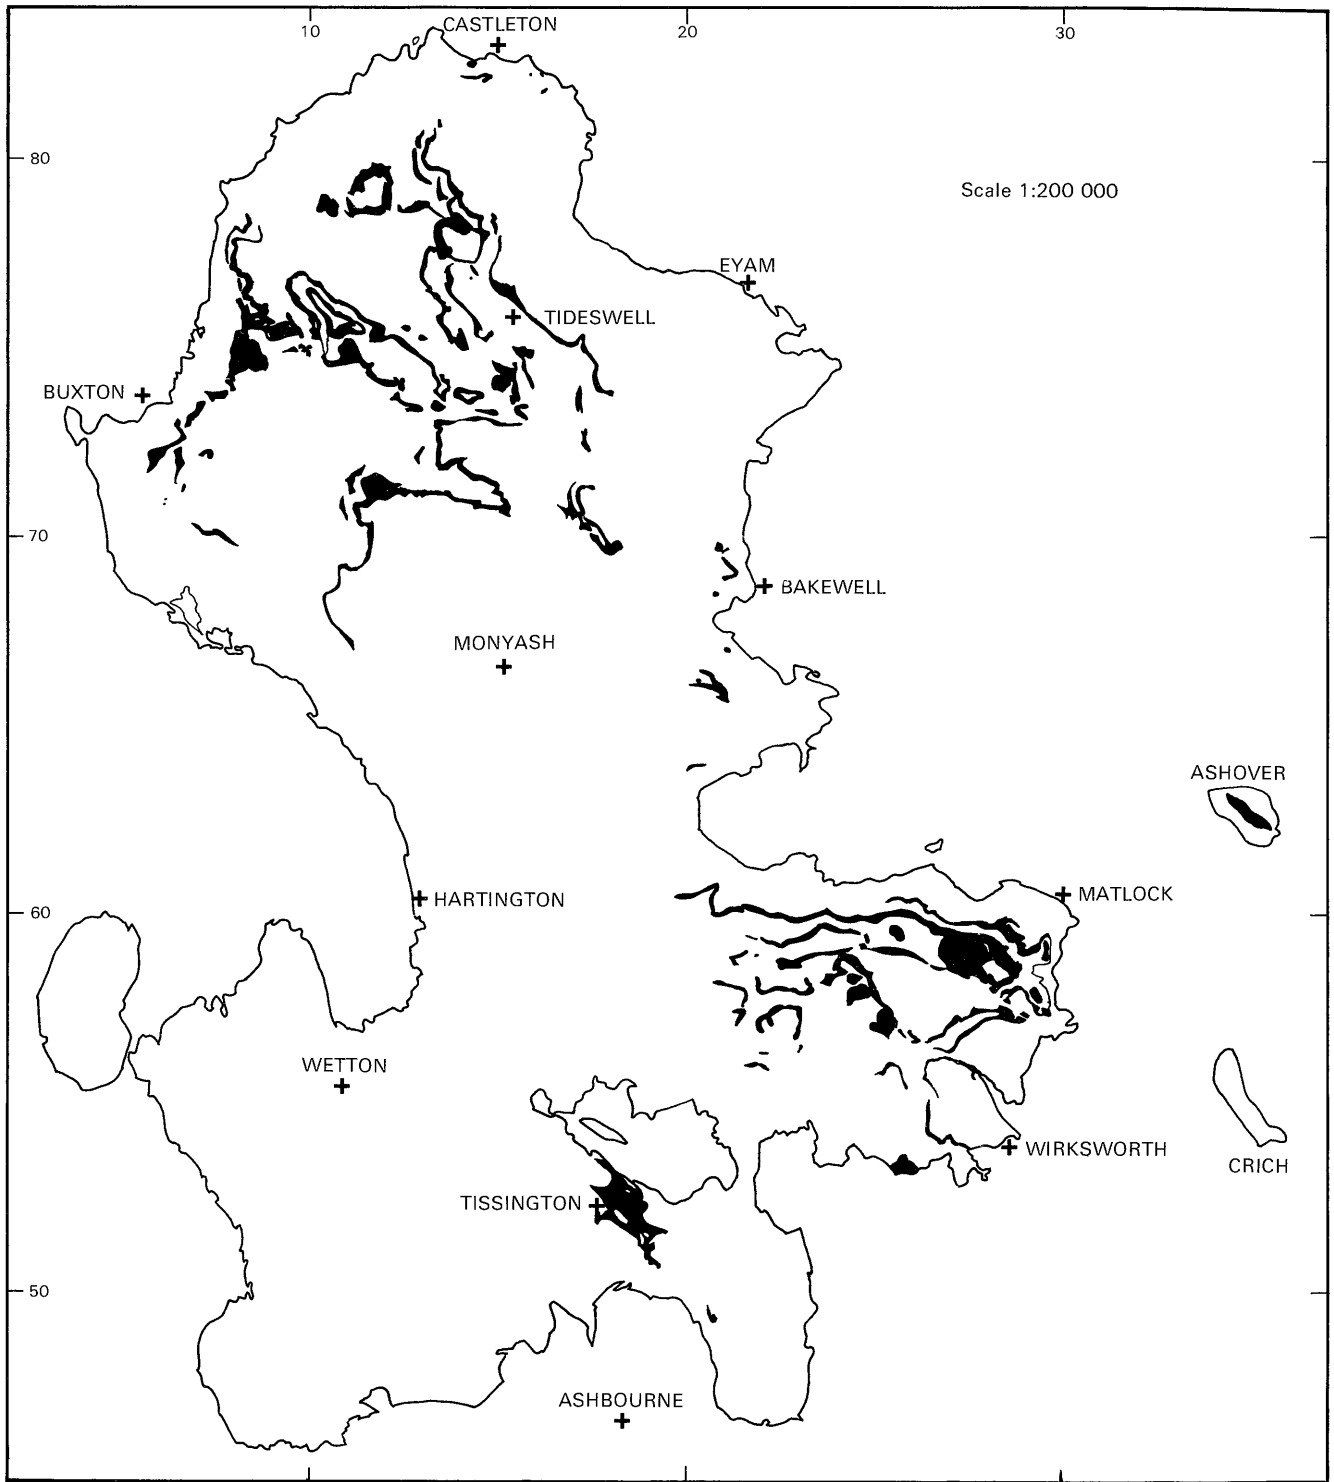 10
CASTLETON
20
30
80
Scale 1:200 000
EYAM
TIDESWELL
BUXTON
70
BAKEWELL
MONYASH
ASHOVER
60
HARTINGTON
MATLOCK
WETTON
WIRKSWORTH
CRICH
TISSINGTON
50
ASHBOURNE